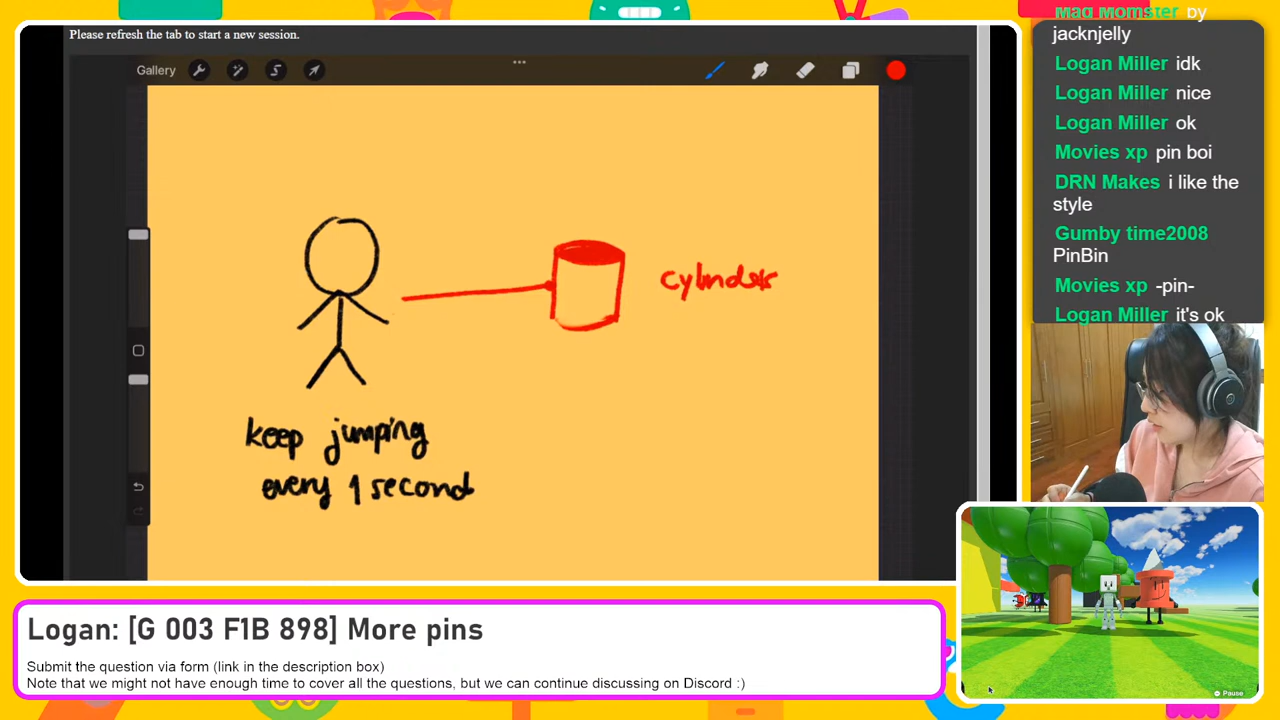 Please refresh the tab to start a new session.
Gallery
cylinders
keep jumping
every 1 second
Mad Momster by
jacknjelly
Logan Miller idk
Logan Miller nice
Logan Miller ok
Movies xp pin boi
DRN Makes i like the
style
Gumby time2008
PinBin
Movies xp -pin-
Logan Miller it's ok
Pause
Logan: [G 003 F1B 898] More pins
Submit the question via form (link in the description box)
Note that we might not have enough time to cover all the questions, but we can continue discussing on Discord :)